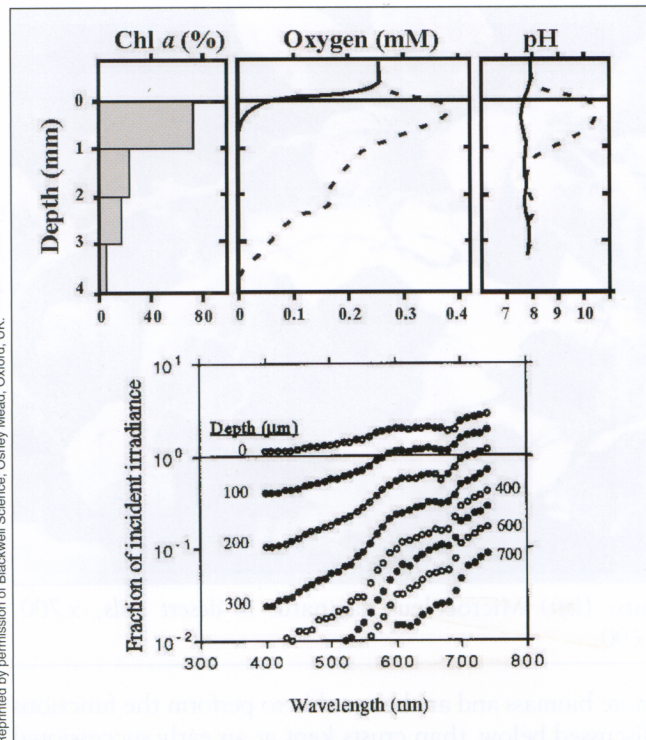 Chl a (%)
Oxygen (mM)
pH
Depth (mm)
0
1
2
3
4
0 40 80
0 0.1 0.2 0.3 0.4
7 8 9 10
Fraction of incident irradiance
10¹
10⁰
10⁻¹
10⁻²
Depth (µm)
0
100
200
300
400
600
700
300 400 500 600 700 800
Wavelength (nm)
Reprinted by permission of Blackwell Science, Osney Mead, Oxford, UK.